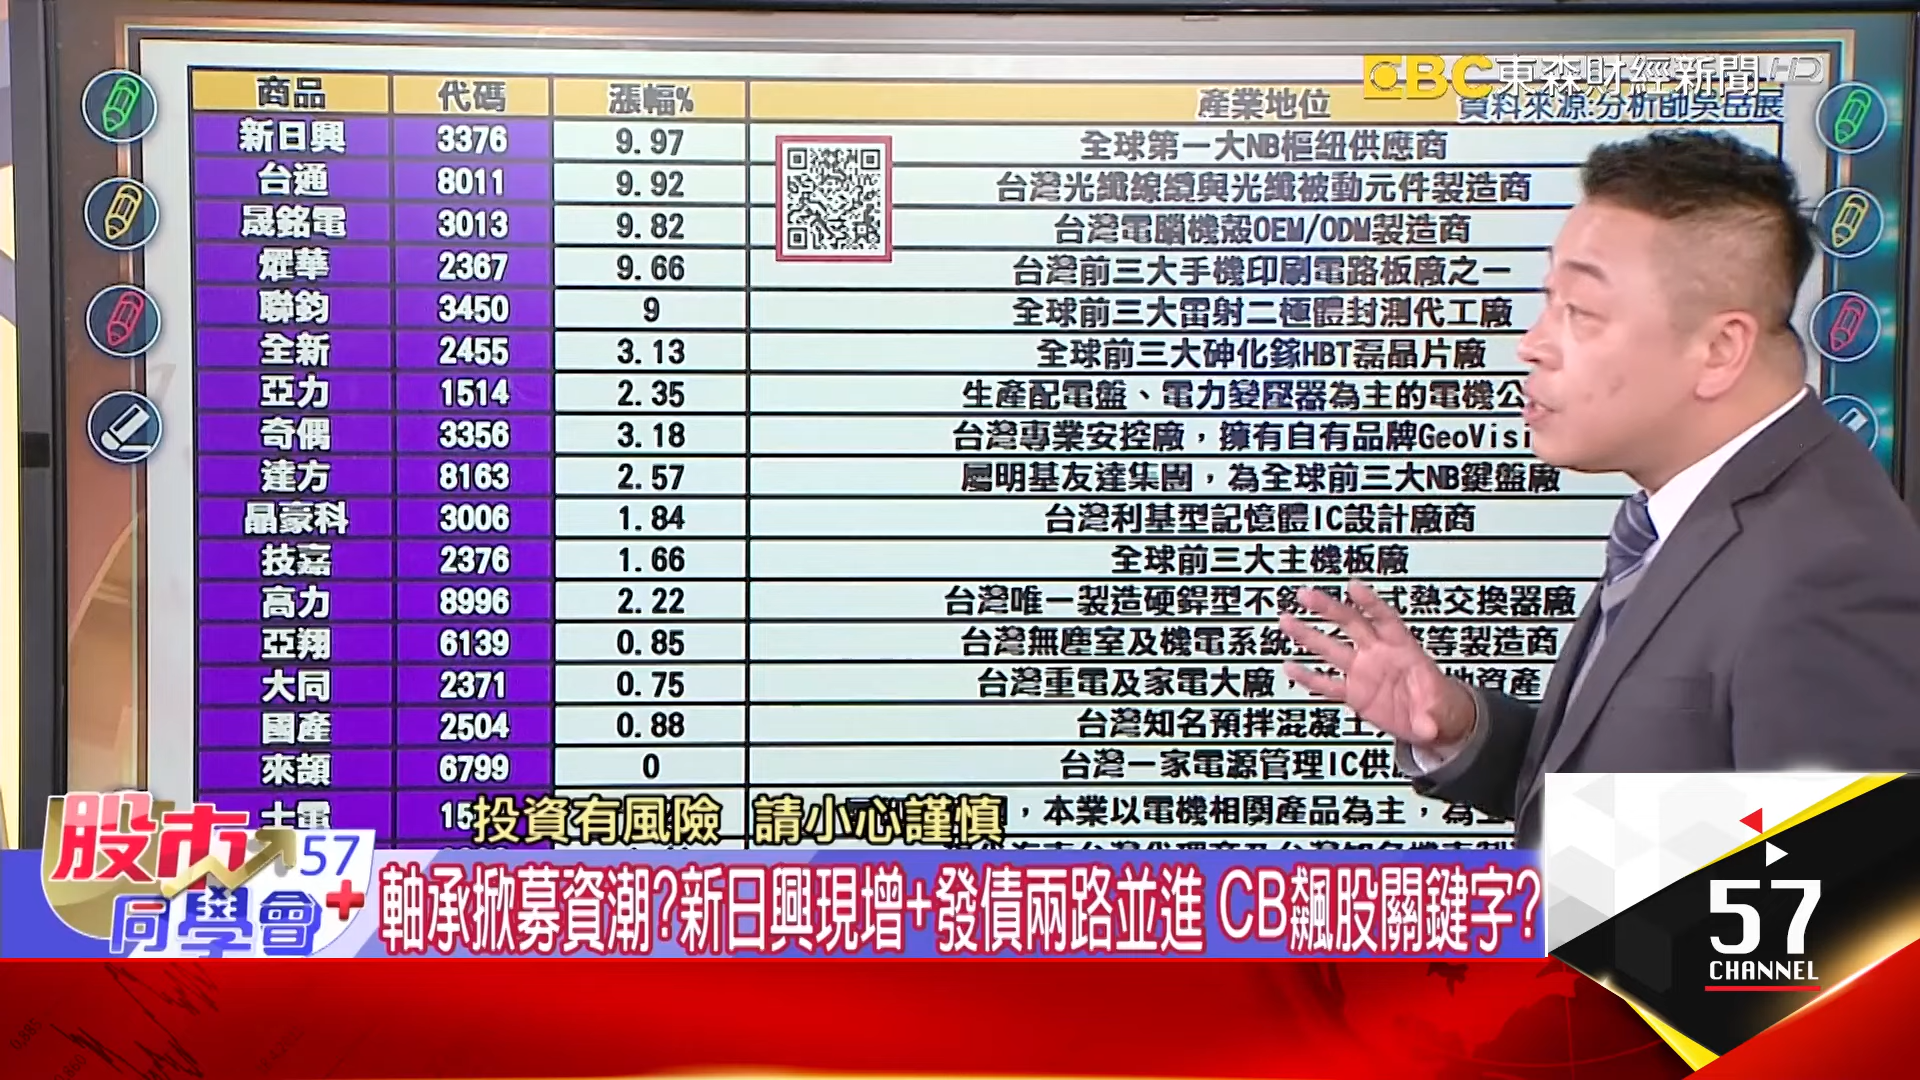 EBC東森財經新聞HD
資料來源:分析師吳岳展
商品 代碼 漲幅% 產業地位
新日興 3376 9.97 全球第一大NB樞紐供應商
台通 8011 9.92 台灣光纖線纜與光纖被動元件製造商
晟銘電 3013 9.82 台灣電腦機殼OEM/ODM製造商
燿華 2367 9.66 台灣前三大手機印刷電路板廠之一
聯鈞 3450 9 全球前三大雷射二極體封測代工廠
全新 2455 3.13 全球前三大砷化鎵HBT磊晶片廠
亞力 1514 2.35 生產配電盤、電力變壓器為主的電機公
奇偶 3356 3.18 台灣專業安控廠，擁有自有品牌GeoVisi
達方 8163 2.57 屬明基友達集團，為全球前三大NB鍵盤廠
晶豪科 3006 1.84 台灣利基型記憶體IC設計廠商
技嘉 2376 1.66 全球前三大主機板廠
高力 8996 2.22 台灣唯一製造硬銲型不 式熱交換器廠
亞翔 6139 0.85 台灣無塵室及機電系統 等製造商
大同 2371 0.75 台灣重電及家電大廠， 地資產
國產 2504 0.88 台灣知名預拌混凝土
來頡 6799 0 台灣一家電源管理IC供
士電 15 ，本業以電機相關產品為主，為
投資有風險 請小心謹慎
股市同學會 57+
軸承掀募資潮?新日興現增+發債兩路並進 CB飆股關鍵字?
57
CHANNEL